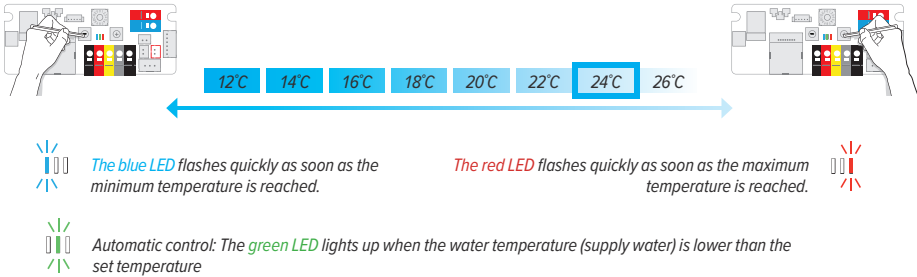 12°C 14°C 16°C 18°C 20°C 22°C 24°C 26°C
The blue LED flashes quickly as soon as the
minimum temperature is reached.
The red LED flashes quickly as soon as the maximum
temperature is reached.
Automatic control: The green LED lights up when the water temperature (supply water) is lower than the
set temperature